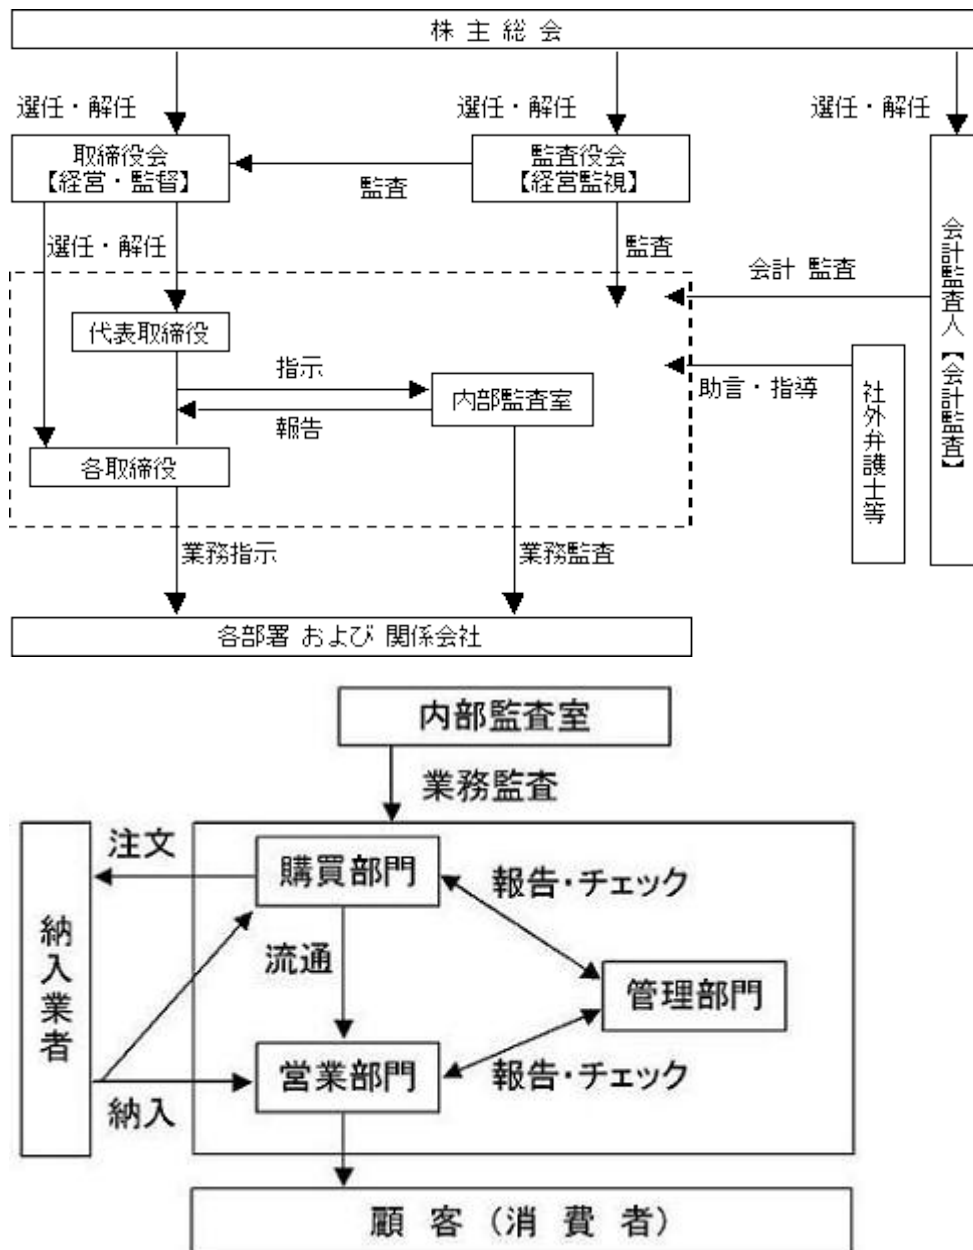 株主総会
選任・解任
選任・解任
選任・解任
取締役会
【経営・監督】
監査
監査役会
【経営監視】
選任・解任
監査
会計 監査
会計監査人【会計監査】
代表取締役
指示
報告
内部監査室
助言・指導
社外弁護士等
各取締役
業務指示
業務監査
各部署 および 関係会社
内部監査室
業務監査
注文
購買部門
報告・チェック
納入業者
流通
管理部門
営業部門
報告・チェック
納入
顧客（消費者）